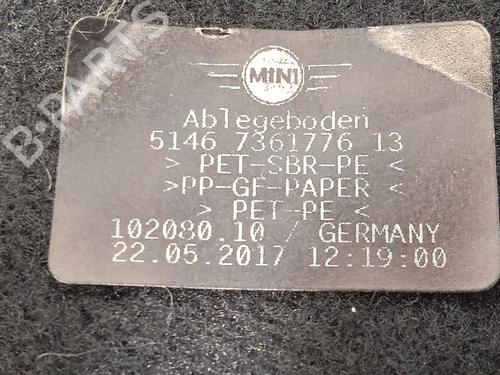 B-PARTS
MINI
Ablegeboden
5146 7361776 13
> PET-SBR-PE <
>PP-GF-PAPER<
> PET-PE <
102080.10 / GERMANY
22.05.2017 12:19:00